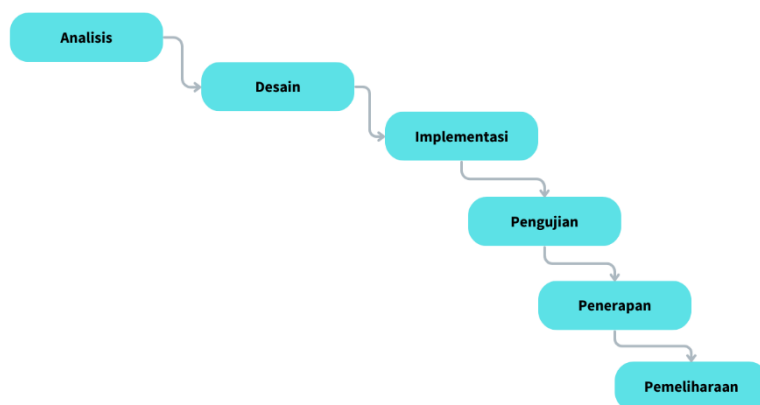 Analisis
Desain
Implementasi
Pengujian
Penerapan
Pemeliharaan